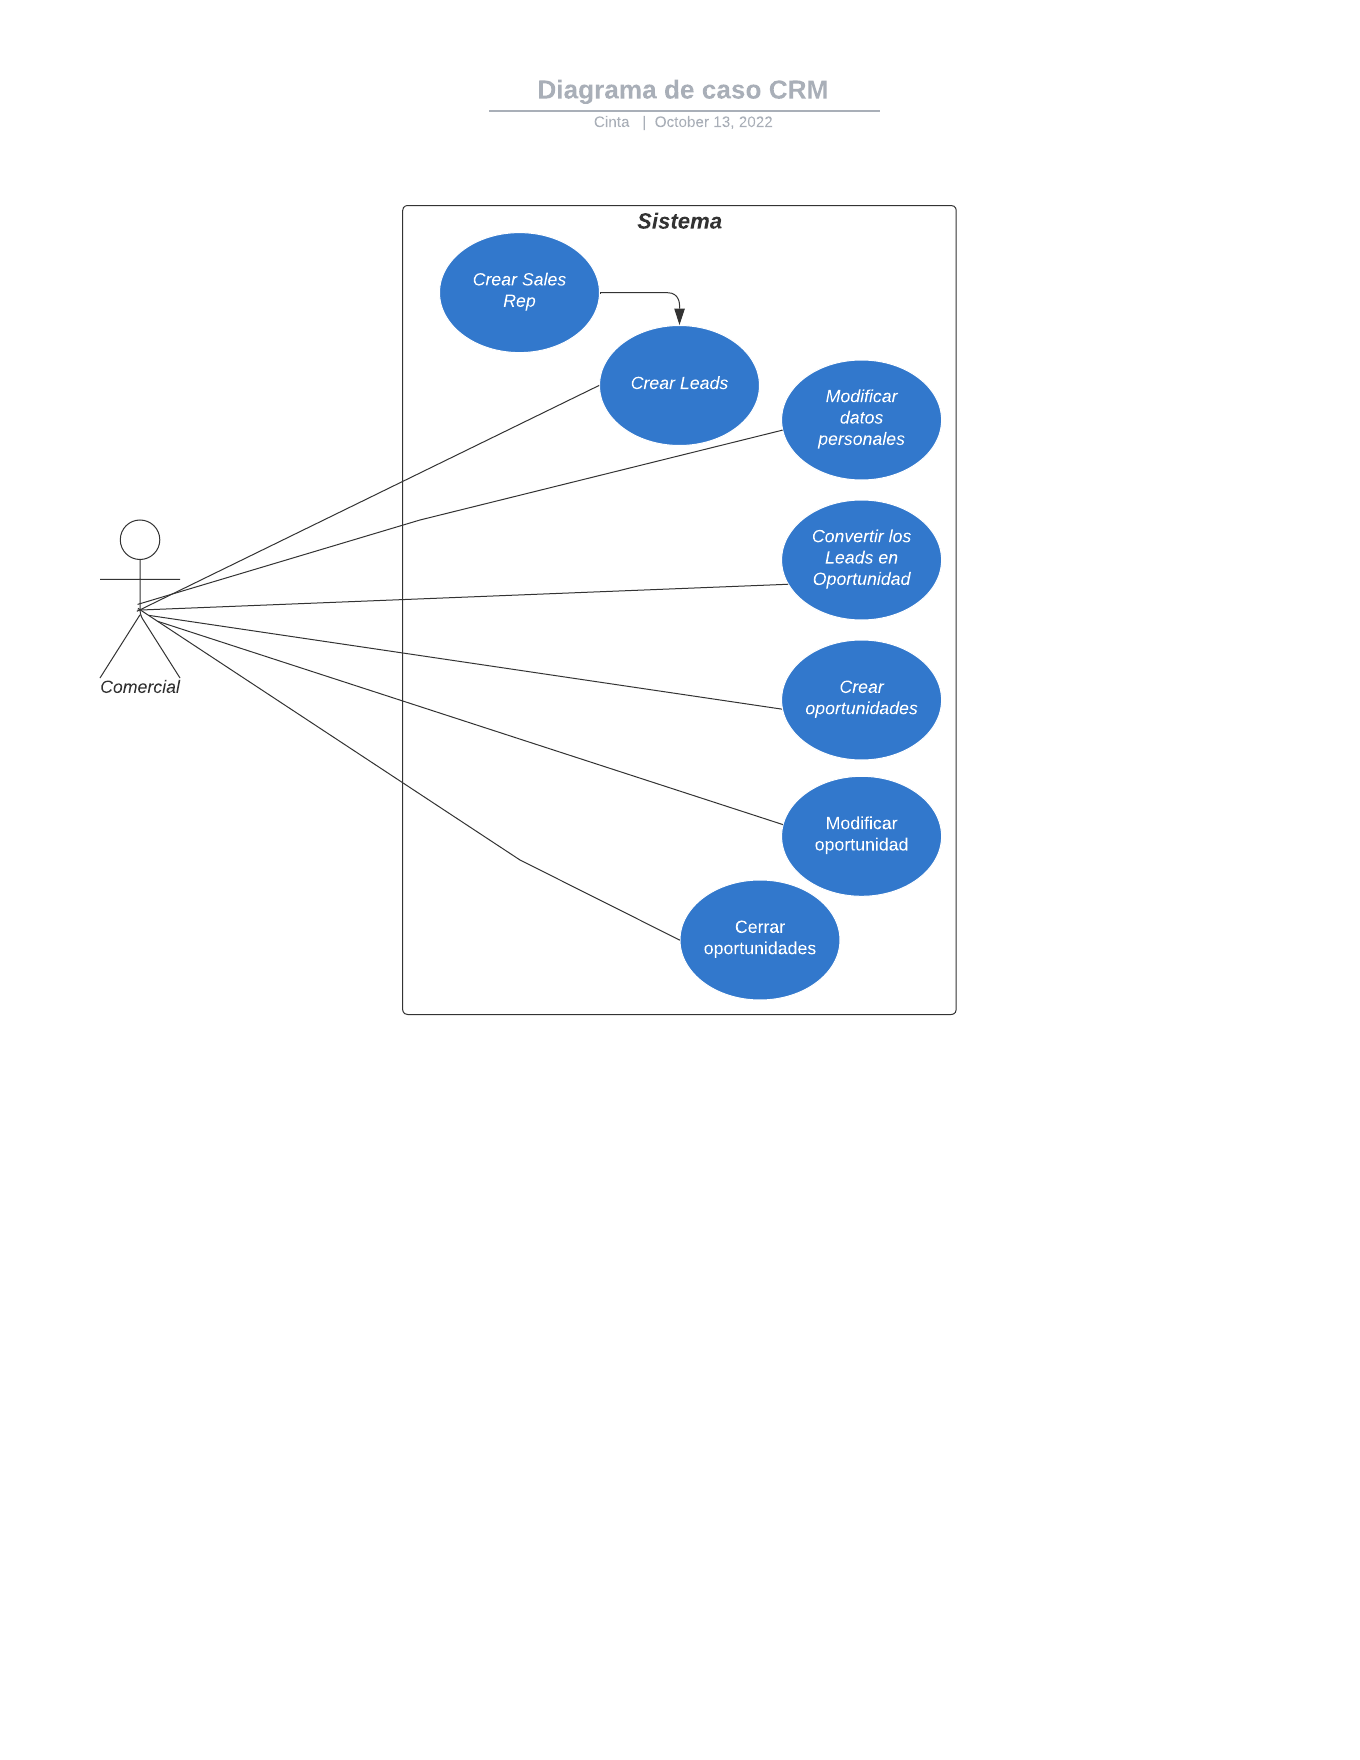 Diagrama de caso CRM
Cinta | October 13, 2022
Sistema
Crear Sales
Rep
Crear Leads
Modificar
datos
personales
Convertir los
Leads en
Oportunidad
Comercial
Crear
oportunidades
Modificar
oportunidad
Cerrar
oportunidades